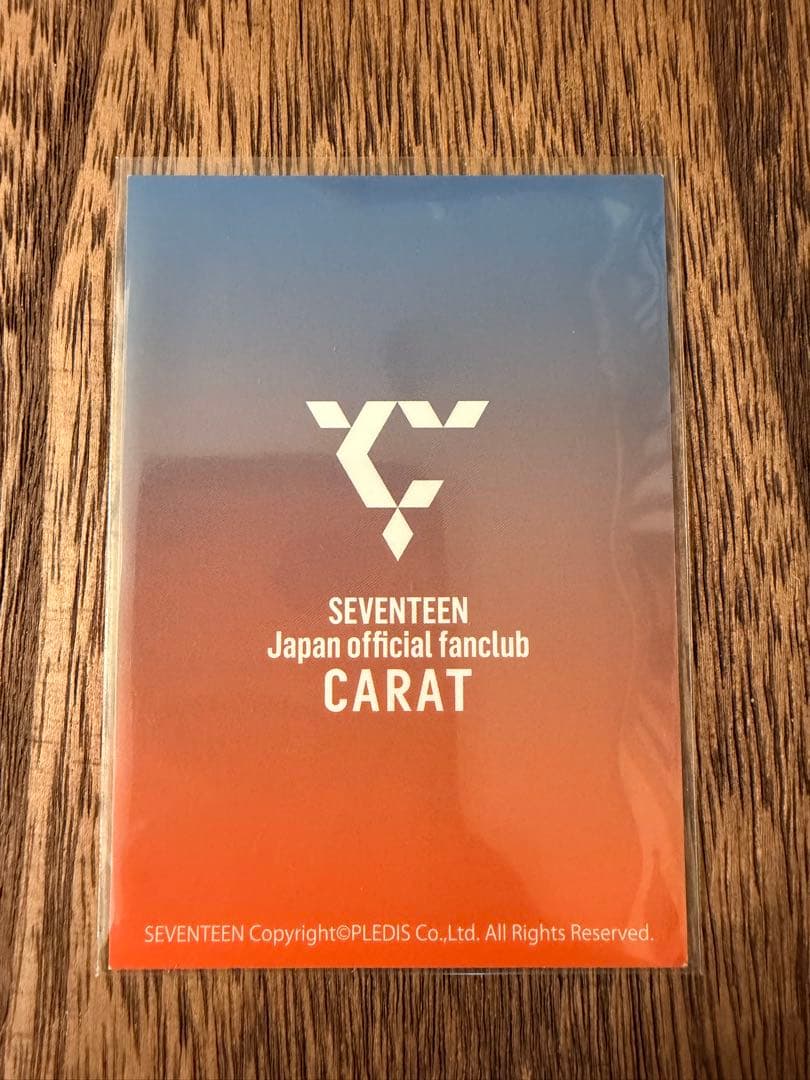 SEVENTEEN
Japan official fanclub
CARAT
SEVENTEEN Copyright©PLEDIS Co.,Ltd. All Rights Reserved.